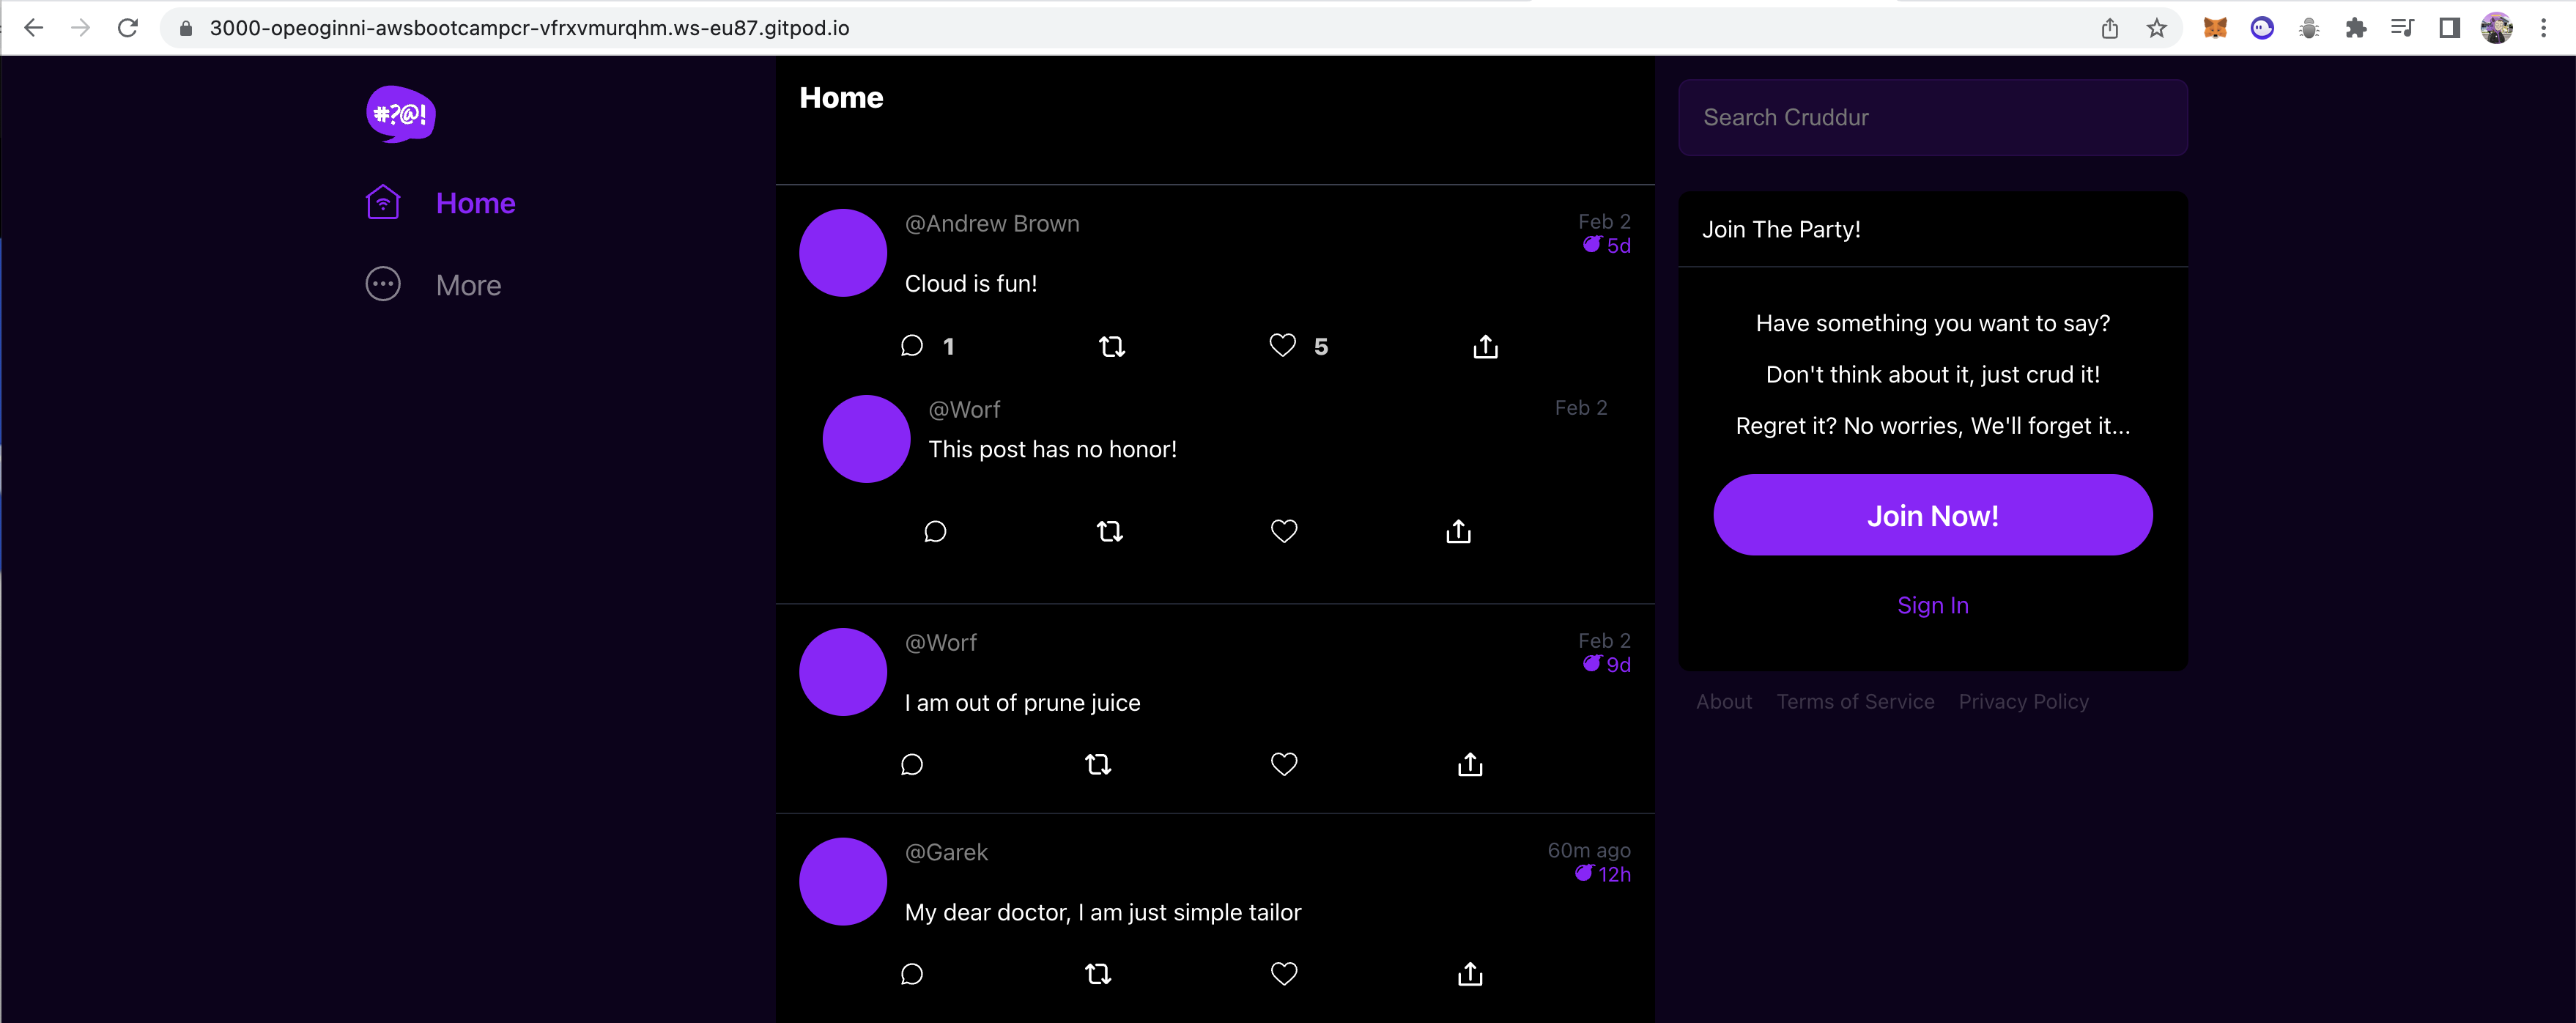 3000-opeoginni-awsbootcampcr-vfrxvmurqhm.ws-eu87.gitpod.io
#?@!
Home
More
Home
@Andrew Brown
Feb 2
5d
Cloud is fun!
1
5
@Worf
Feb 2
This post has no honor!
@Worf
Feb 2
9d
I am out of prune juice
@Garek
60m ago
12h
My dear doctor, I am just simple tailor
Search Cruddur
Join The Party!
Have something you want to say?
Don't think about it, just crud it!
Regret it? No worries, We'll forget it...
Join Now!
Sign In
About Terms of Service Privacy Policy